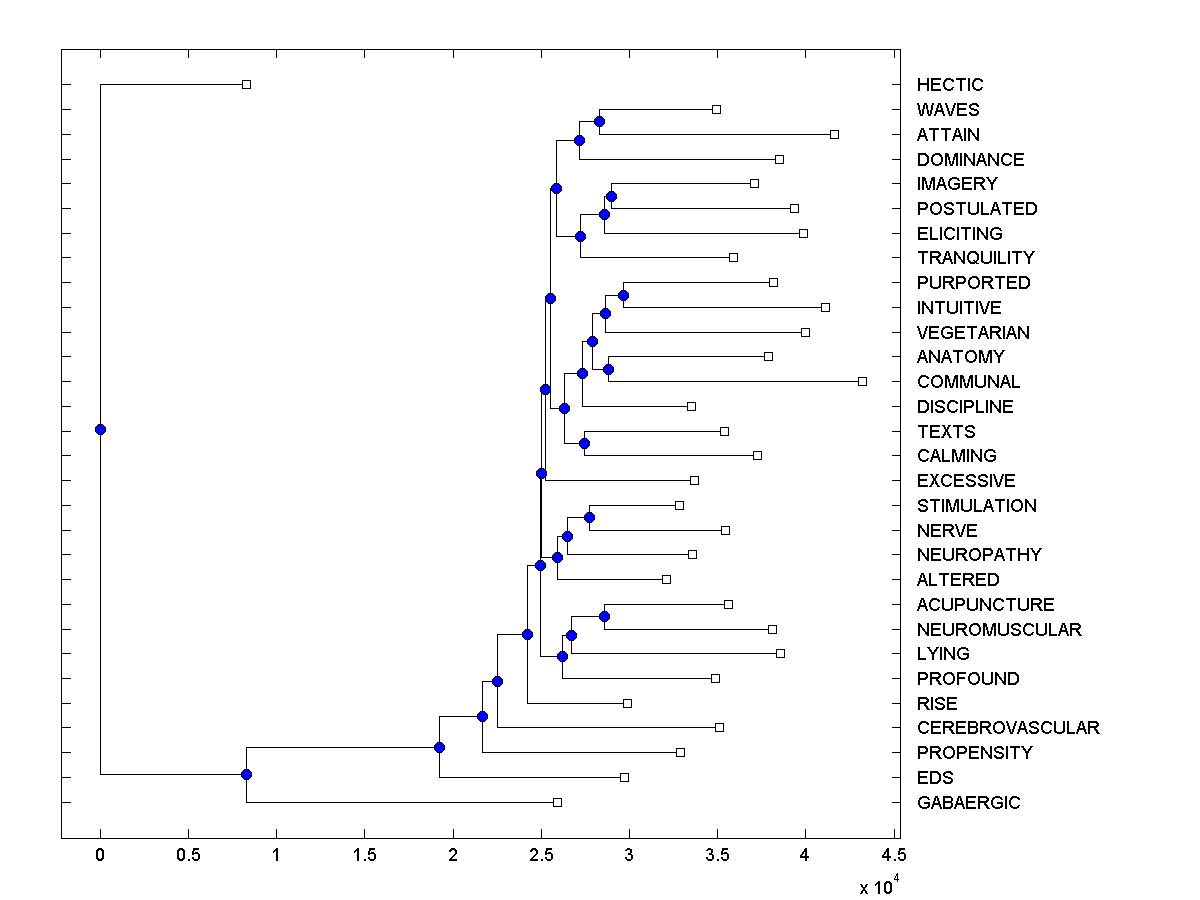 HECTIC
WAVES
ATTAIN
DOMINANCE
IMAGERY
POSTULATED
ELICITING
TRANQUILITY
PURPORTED
INTUITIVE
VEGETARIAN
ANATOMY
COMMUNAL
DISCIPLINE
TEXTS
CALMING
EXCESSIVE
STIMULATION
NERVE
NEUROPATHY
ALTERED
ACUPUNCTURE
NEUROMUSCULAR
LYING
PROFOUND
RISE
CEREBROVASCULAR
PROPENSITY
EDS
GABAERGIC
0 0.5 1 1.5 2 2.5 3 3.5 4 4.5
x 10^4